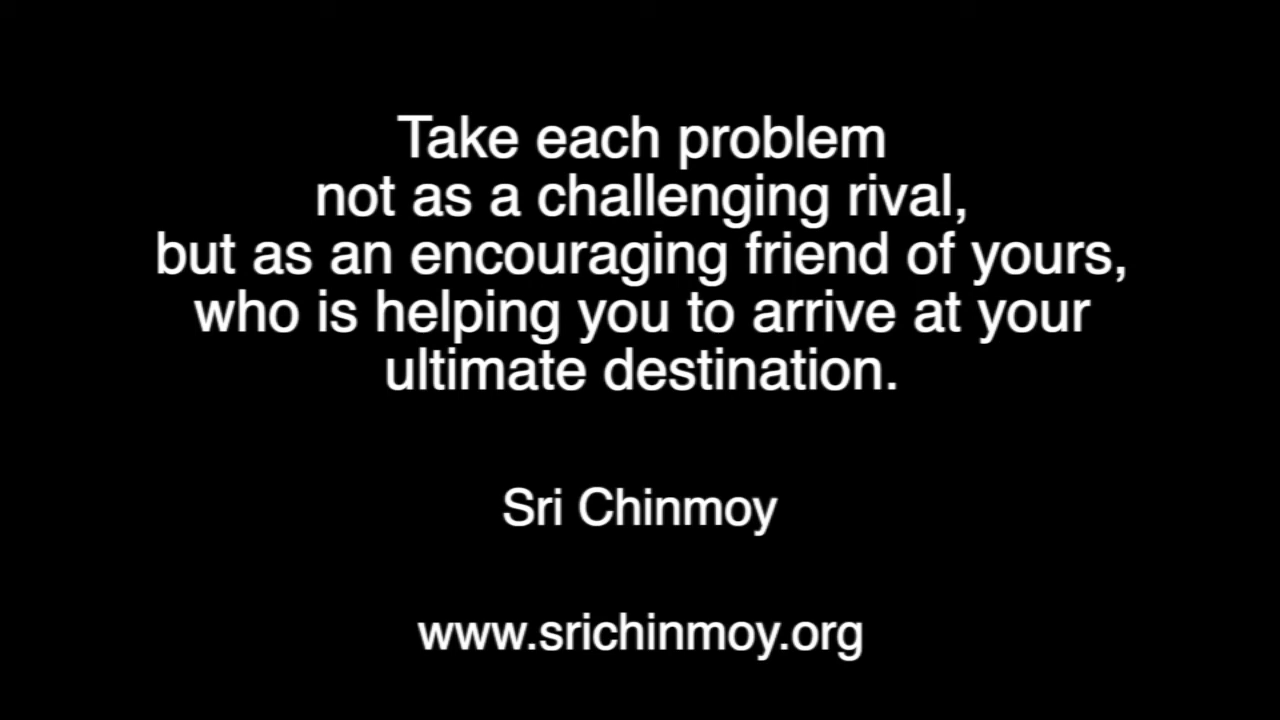 Take each problem
not as a challenging rival,
but as an encouraging friend of yours,
who is helping you to arrive at your
ultimate destination.
Sri Chinmoy
www.srichinmoy.org